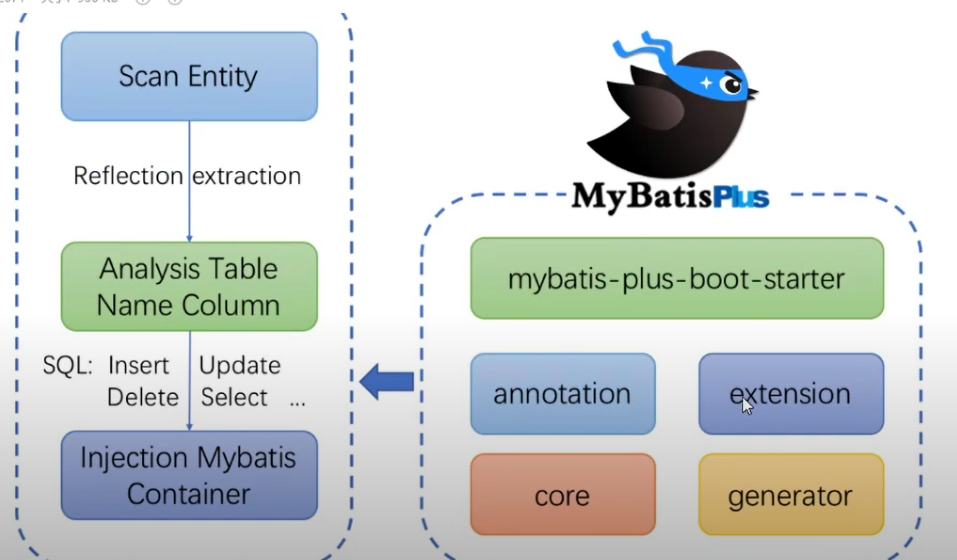 Scan Entity
Reflection extraction
Analysis Table
Name Column
SQL: Insert Update
Delete Select ...
Injection Mybatis
Container
MyBatisPlus
mybatis-plus-boot-starter
annotation
extension
core
generator